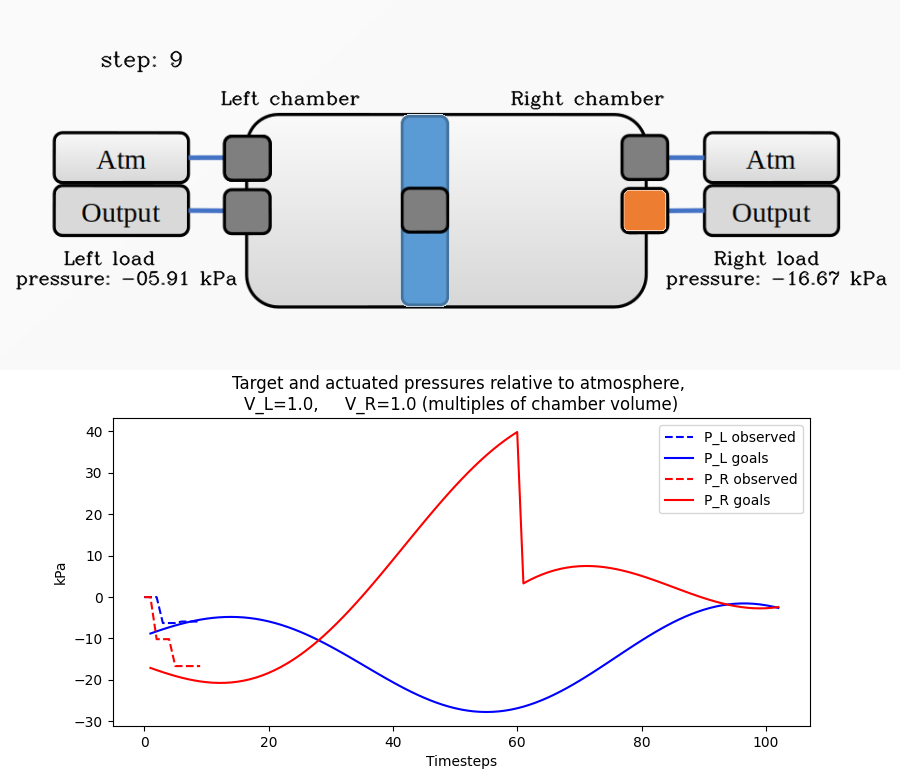 step: 9
Left chamber
Right chamber
Atm
Atm
Output
Output
Left load
pressure: -05.91 kPa
Right load
pressure: -16.67 kPa
Target and actuated pressures relative to atmosphere,
V_L=1.0, V_R=1.0 (multiples of chamber volume)
40
30
20
10
0
−10
−20
−30
kPa
P_L observed
P_L goals
P_R observed
P_R goals
0 20 40 60 80 100
Timesteps